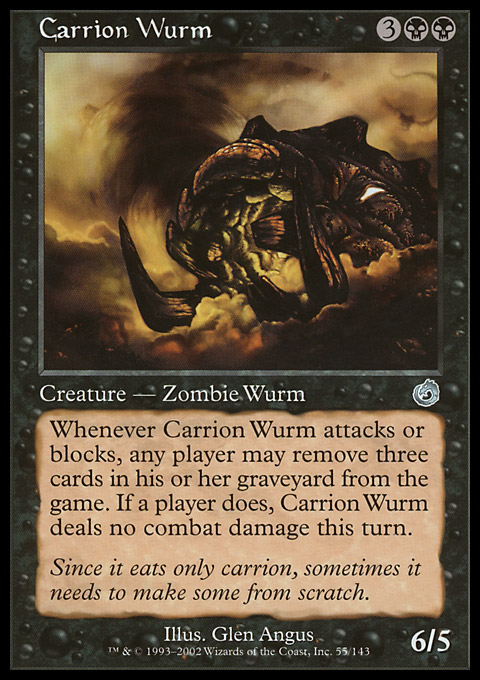 Carrion Wurm 3
Creature — Zombie Wurm
Whenever Carrion Wurm attacks or
blocks, any player may remove three
cards in his or her graveyard from the
game. If a player does, Carrion Wurm
deals no combat damage this turn.
Since it eats only carrion, sometimes it
needs to make some from scratch.
Illus. Glen Angus
™ & © 1993–2002 Wizards of the Coast, Inc. 55/143
6/5